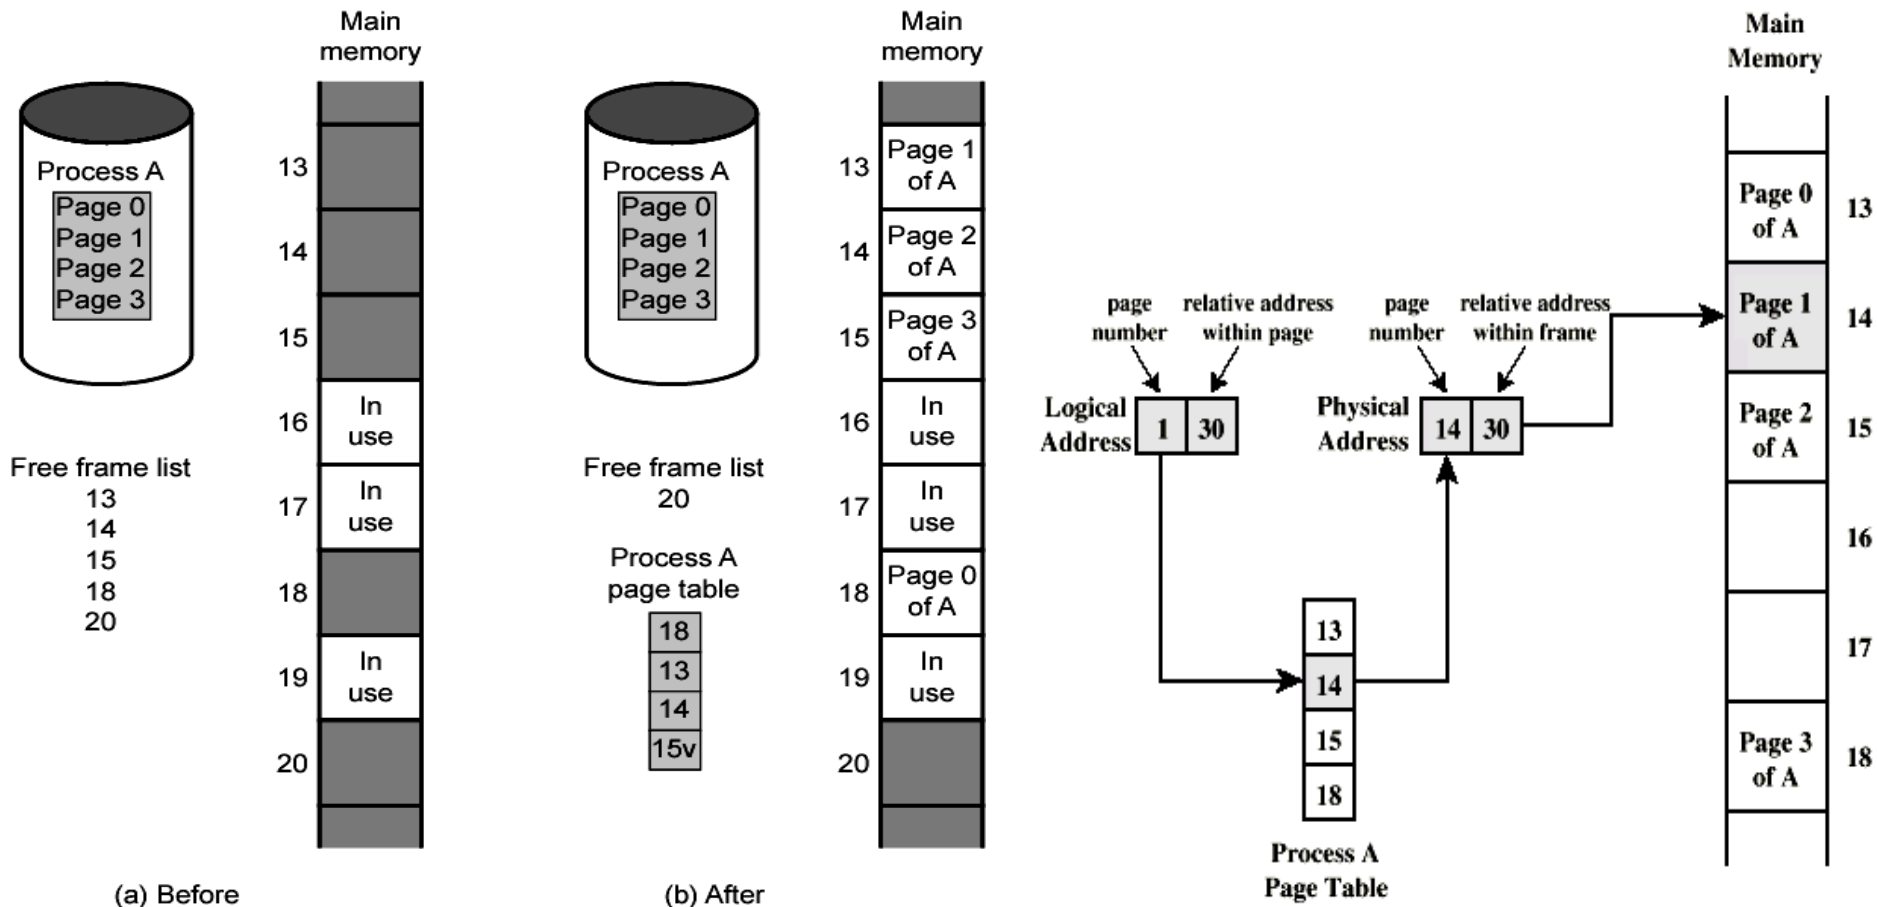 Main
memory
Process A
Page 0
Page 1
Page 2
Page 3
13
14
15
16
In
use
17
In
use
18
19
In
use
20
Free frame list
13
14
15
18
20
(a) Before
Main
memory
Process A
Page 0
Page 1
Page 2
Page 3
13
Page 1
of A
14
Page 2
of A
15
Page 3
of A
16
In
use
17
In
use
18
Page 0
of A
19
In
use
20
Free frame list
20
Process A
page table
18
13
14
15v
(b) After
page
number
relative address
within page
Logical
Address
1
30
page
number
relative address
within frame
Physical
Address
14
30
13
14
15
18
Process A
Page Table
Main
Memory
Page 0
of A
13
Page 1
of A
14
Page 2
of A
15
16
17
Page 3
of A
18